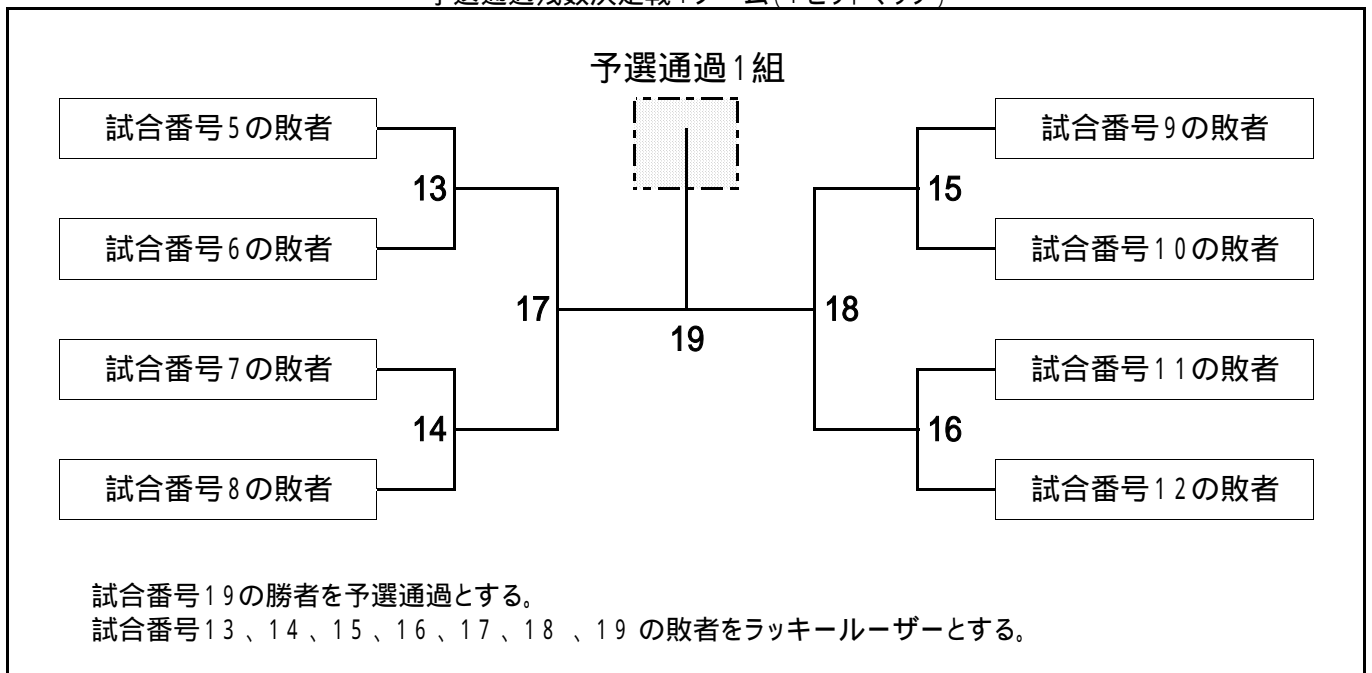 予選通過1組
試合番号5の敗者
試合番号9の敗者
13
15
試合番号6の敗者
試合番号10の敗者
17
18
19
試合番号7の敗者
試合番号11の敗者
14
16
試合番号8の敗者
試合番号12の敗者
試合番号19の勝者を予選通過とする。
試合番号13、14、15、16、17、18、19の敗者をラッキールーザーとする。